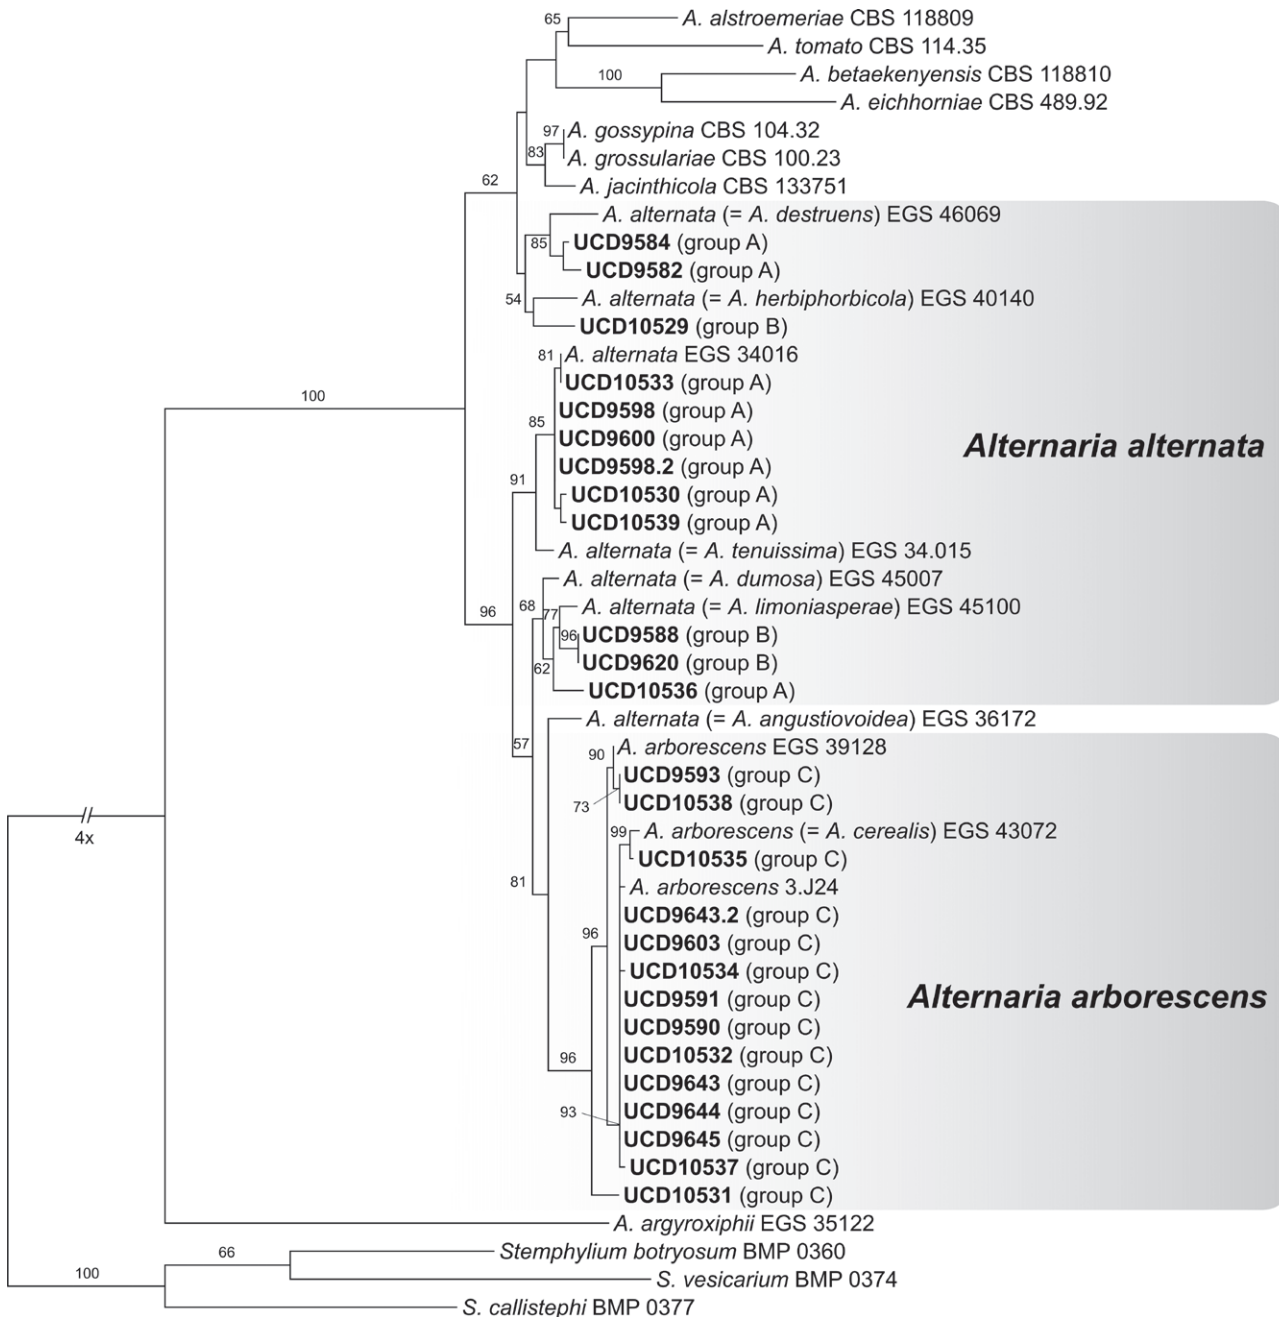 65
A. alstroemeriae CBS 118809
A. tomato CBS 114.35
100
A. betaekenyensis CBS 118810
A. eichhorniae CBS 489.92
97
A. gossypina CBS 104.32
83
A. grossulariae CBS 100.23
62
A. jacinthicola CBS 133751
A. alternata (= A. destruens) EGS 46069
85
UCD9584 (group A)
UCD9582 (group A)
54
A. alternata (= A. herbiphorbicola) EGS 40140
UCD10529 (group B)
81
A. alternata EGS 34016
UCD10533 (group A)
100
85
UCD9598 (group A)
UCD9600 (group A)
Alternaria alternata
UCD9598.2 (group A)
91
UCD10530 (group A)
UCD10539 (group A)
A. alternata (= A. tenuissima) EGS 34.015
A. alternata (= A. dumosa) EGS 45007
96
68
77
A. alternata (= A. limoniasperae) EGS 45100
96
UCD9588 (group B)
62
UCD9620 (group B)
UCD10536 (group A)
A. alternata (= A. angustiovoidea) EGS 36172
57
90
A. arborescens EGS 39128
UCD9593 (group C)
73
UCD10538 (group C)
4x
99
A. arborescens (= A. cerealis) EGS 43072
UCD10535 (group C)
81
A. arborescens 3.J24
UCD9643.2 (group C)
96
UCD9603 (group C)
UCD10534 (group C)
UCD9591 (group C)
Alternaria arborescens
UCD9590 (group C)
96
UCD10532 (group C)
UCD9643 (group C)
93
UCD9644 (group C)
UCD9645 (group C)
UCD10537 (group C)
UCD10531 (group C)
A. argyroxiphii EGS 35122
66
Stemphylium botryosum BMP 0360
100
S. vesicarium BMP 0374
S. callistephi BMP 0377